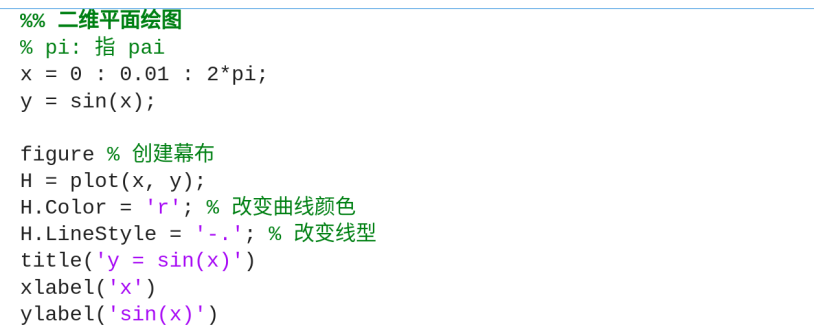 %% 二维平面绘图
% pi: 指 pai
x = 0 : 0.01 : 2*pi;
y = sin(x);
figure % 创建幕布
H = plot(x, y);
H.Color = 'r'; % 改变曲线颜色
H.LineStyle = '-.'; % 改变线型
title('y = sin(x)')
xlabel('x')
ylabel('sin(x)')